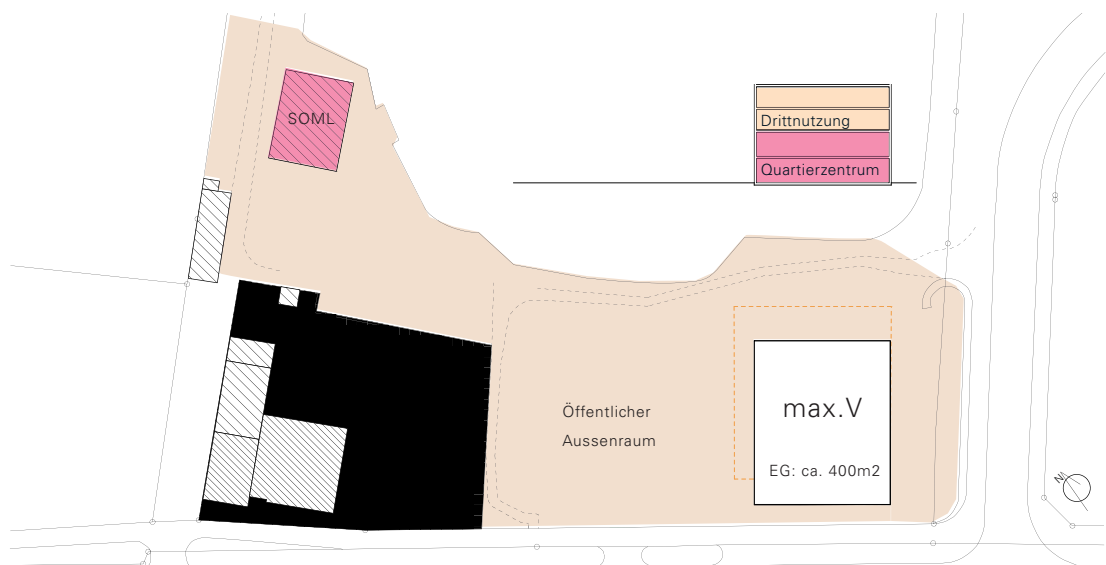 SOML
Drittnutzung
Quartierzentrum
Öffentlicher
Aussenraum
max.V
EG: ca. 400m2
N